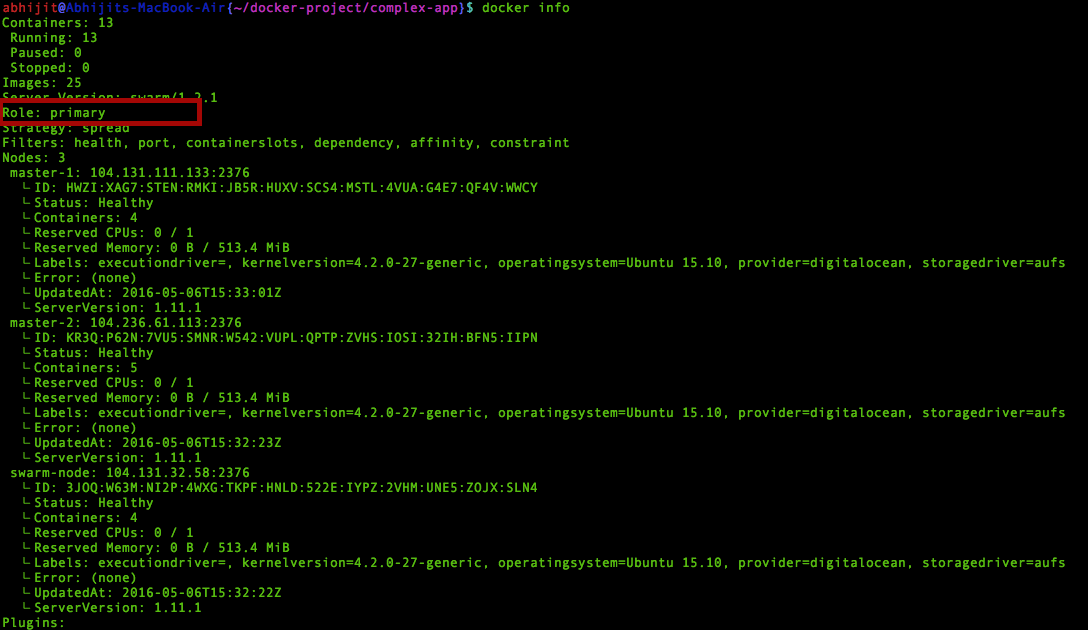 abhijit@Abhijits-MacBook-Air{~/docker-project/complex-app}$ docker info
Containers: 13
 Running: 13
 Paused: 0
 Stopped: 0
Images: 25
Server Version: swarm/1.2.1
Role: primary
Strategy: spread
Filters: health, port, containerslots, dependency, affinity, constraint
Nodes: 3
 master-1: 104.131.111.133:2376
  └ ID: HWZI:XAG7:STEN:RMKI:JB5R:HUXV:SCS4:MSTL:4VUA:G4E7:QF4V:WWCY
  └ Status: Healthy
  └ Containers: 4
  └ Reserved CPUs: 0 / 1
  └ Reserved Memory: 0 B / 513.4 MiB
  └ Labels: executiondriver=, kernelversion=4.2.0-27-generic, operatingsystem=Ubuntu 15.10, provider=digitalocean, storagedriver=aufs
  └ Error: (none)
  └ UpdatedAt: 2016-05-06T15:33:01Z
  └ ServerVersion: 1.11.1
 master-2: 104.236.61.113:2376
  └ ID: KR3Q:P62N:7VU5:SMNR:W542:VUPL:QPTP:ZVHS:IOSI:32IH:BFN5:IIPN
  └ Status: Healthy
  └ Containers: 5
  └ Reserved CPUs: 0 / 1
  └ Reserved Memory: 0 B / 513.4 MiB
  └ Labels: executiondriver=, kernelversion=4.2.0-27-generic, operatingsystem=Ubuntu 15.10, provider=digitalocean, storagedriver=aufs
  └ Error: (none)
  └ UpdatedAt: 2016-05-06T15:32:23Z
  └ ServerVersion: 1.11.1
 swarm-node: 104.131.32.58:2376
  └ ID: 3JOQ:W63M:NI2P:4WXG:TKPF:HNLD:522E:IYPZ:2VHM:UNE5:ZOJX:SLN4
  └ Status: Healthy
  └ Containers: 4
  └ Reserved CPUs: 0 / 1
  └ Reserved Memory: 0 B / 513.4 MiB
  └ Labels: executiondriver=, kernelversion=4.2.0-27-generic, operatingsystem=Ubuntu 15.10, provider=digitalocean, storagedriver=aufs
  └ Error: (none)
  └ UpdatedAt: 2016-05-06T15:32:22Z
  └ ServerVersion: 1.11.1
Plugins: